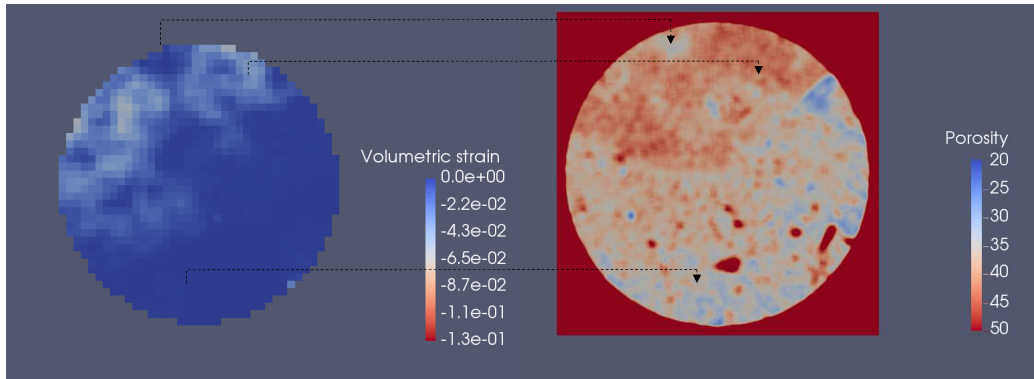 Volumetric strain
0.0e+00
-2.2e-02
-4.3e-02
-6.5e-02
-8.7e-02
-1.1e-01
-1.3e-01
Porosity
20
25
30
35
40
45
50